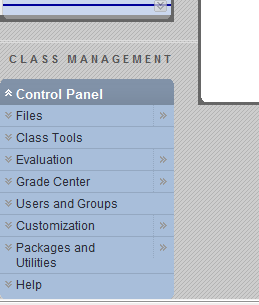 CLASS MANAGEMENT
Control Panel
Files
Class Tools
Evaluation
Grade Center
Users and Groups
Customization
Packages and
Utilities
Help